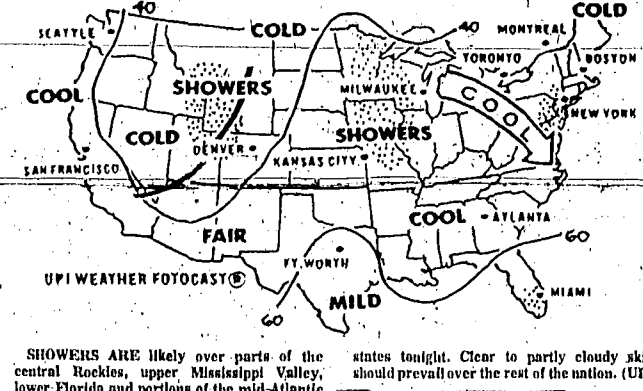 40
COLD
SEATTLE
COLD
40
MONTREAL
TORONTO
BOSTON
COOL
SHOWERS
MILWAUKEE
COOL
NEW YORK
COLD
DENVER
SHOWERS
KANSAS CITY
SAN FRANCISCO
COOL
ATLANTA
FAIR
60
FT. WORTH
UPI WEATHER FOTOCAST
MIAMI
MILD
60
SHOWERS ARE likely over parts of the
central Rockies, upper Mississippi Valley,
lower Florida and portions of the mid-Atlantic
states tonight. Clear to partly cloudy
should prevail over the rest of the nation. (U